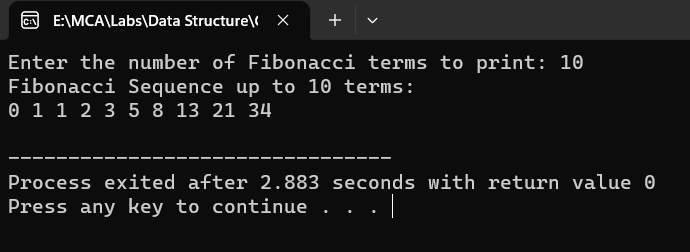 E:\MCA\Labs\Data Structure\
Enter the number of Fibonacci terms to print: 10
Fibonacci Sequence up to 10 terms:
0 1 1 2 3 5 8 13 21 34
--------------------------------
Process exited after 2.883 seconds with return value 0
Press any key to continue . . .